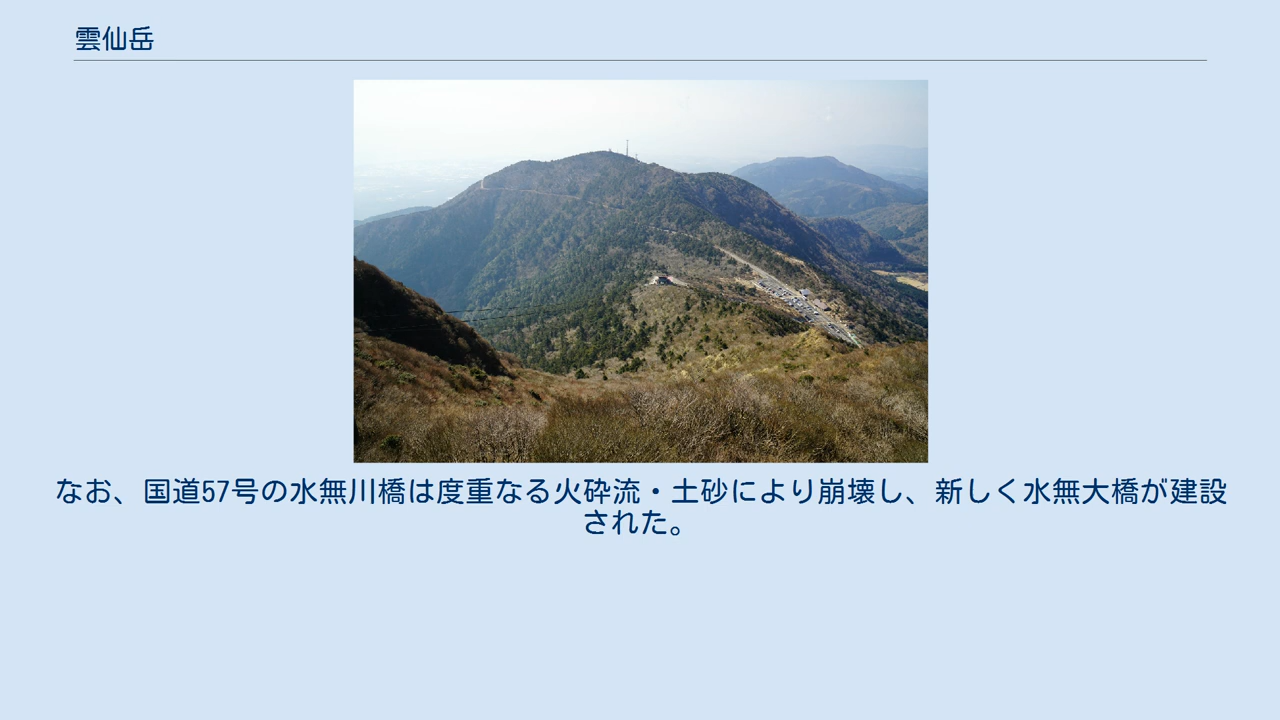 雲仙岳
なお、国道57号の水無川橋は度重なる火砕流・土砂により崩壊し、新しく水無大橋が建設
された。